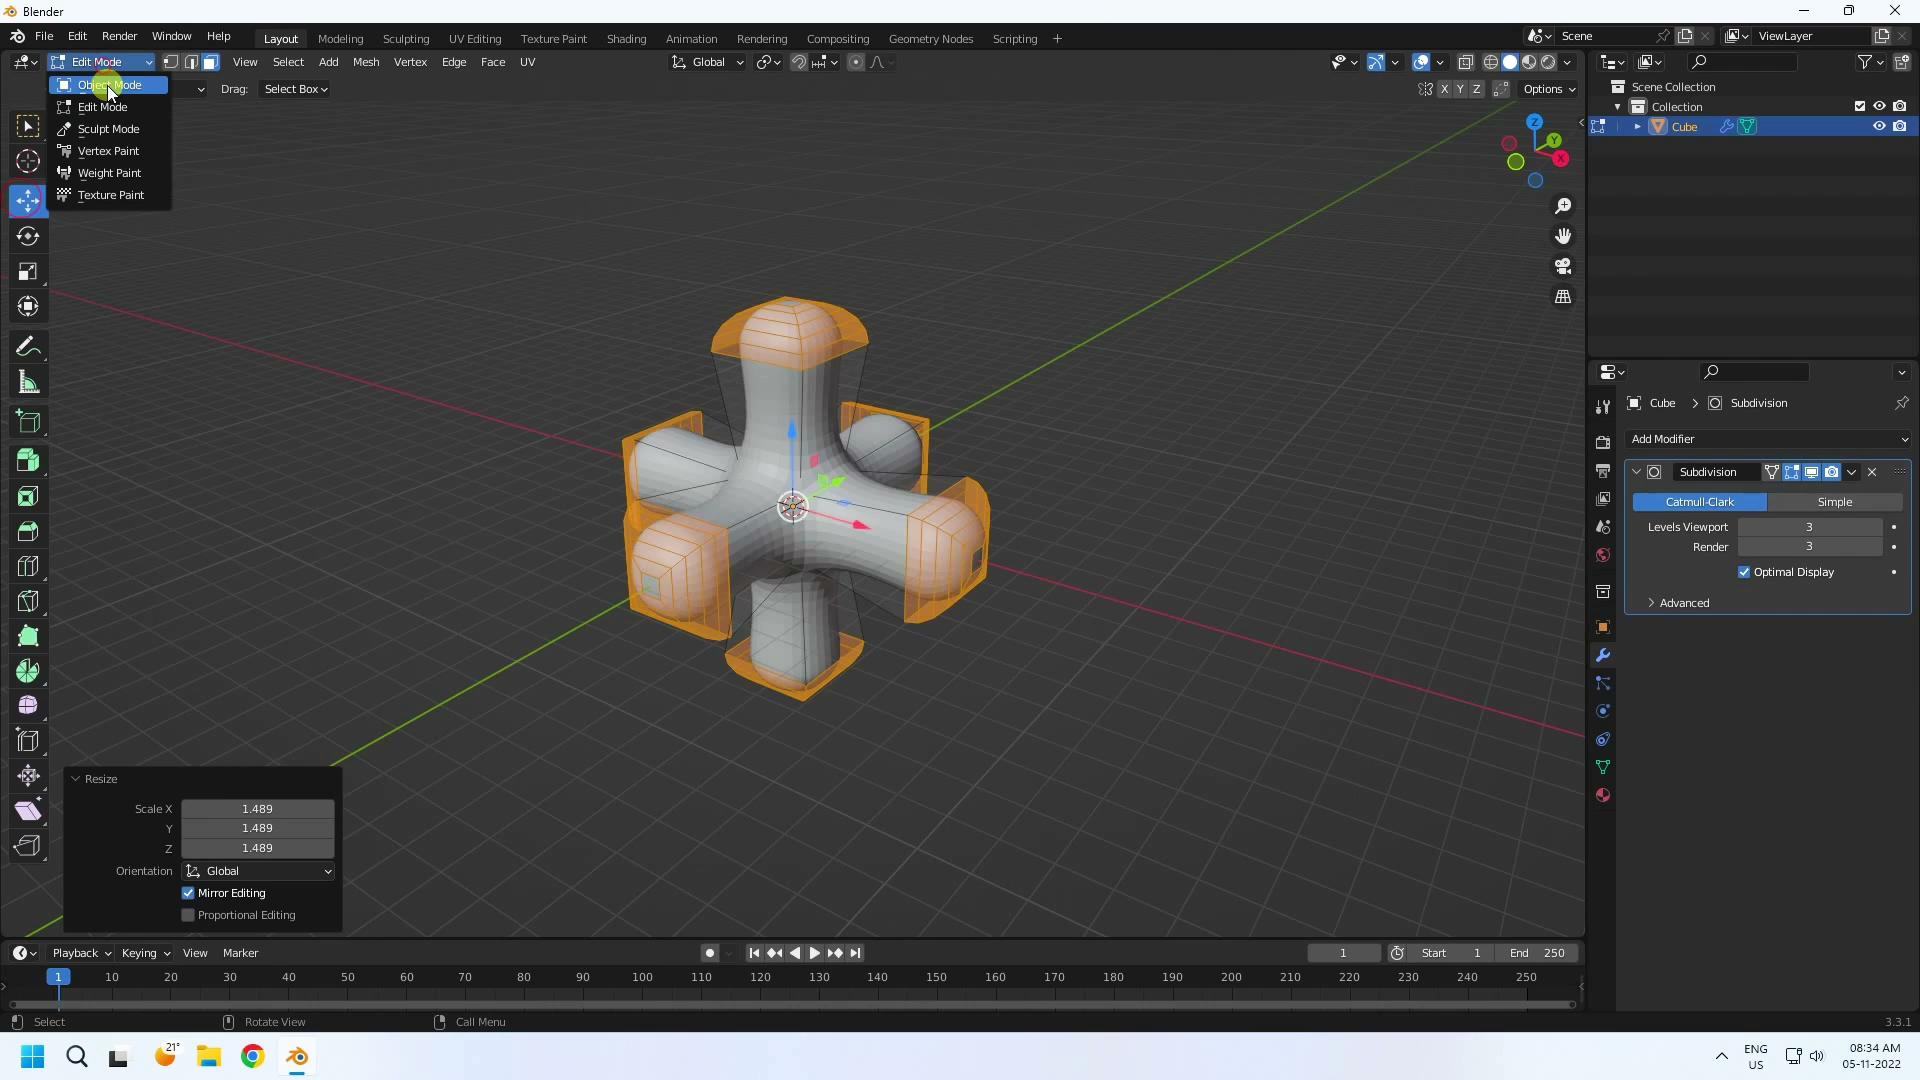 Blender
File Edit Render Window Help Layout Modeling Sculpting UV Editing Texture Paint Shading Animation Rendering Compositing Geometry Nodes Scripting + Scene ViewLayer
Edit Mode View Select Add Mesh Vertex Edge Face UV Global
Drag: Select Box X Y Z Options
Object Mode
Edit Mode
Sculpt Mode
Vertex Paint
Weight Paint
Texture Paint
Z
Y
X
Scene Collection
Collection
Cube
Cube Subdivision
Add Modifier
Subdivision
Catmull-Clark Simple
Levels Viewport 3
Render 3
Optimal Display
Advanced
Resize
Scale X 1.489
Y 1.489
Z 1.489
Orientation Global
Mirror Editing
Proportional Editing
Playback Keying View Marker 1 Start 1 End 250
1 10 20 30 40 50 60 70 80 90 100 110 120 130 140 150 160 170 180 190 200 210 220 230 240 250
Select Rotate View Call Menu 3.3.1
21°
ENG
US
08:34 AM
05-11-2022